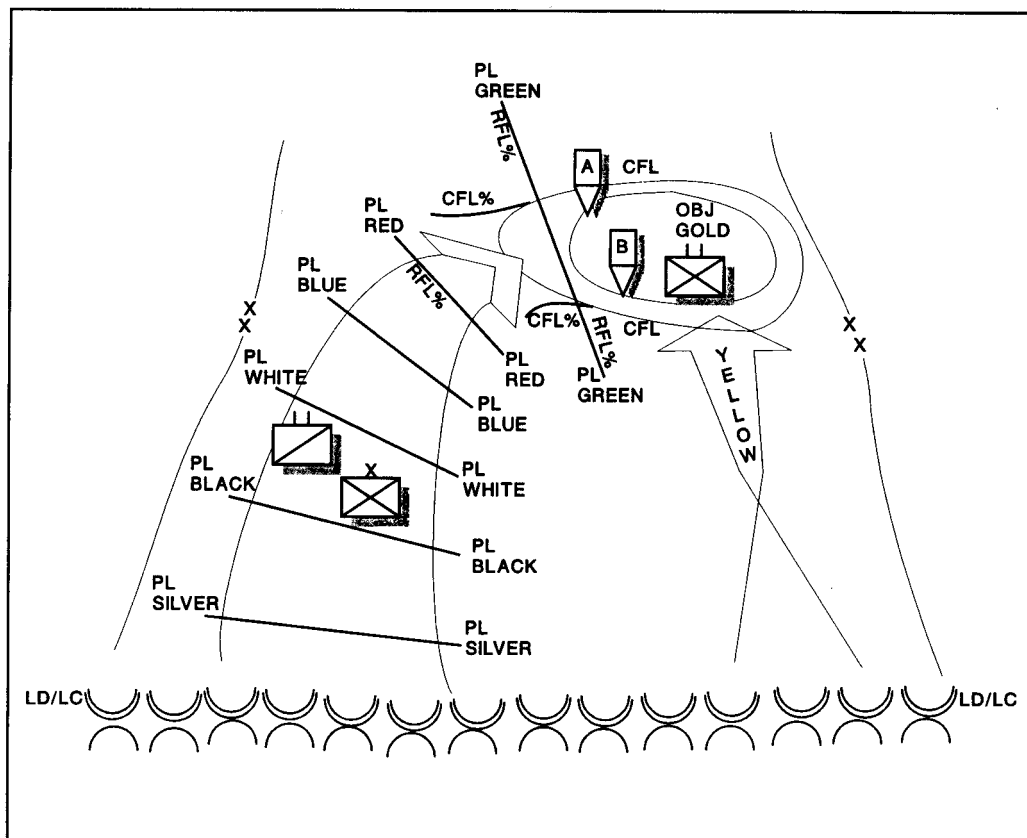 PL
GREEN
RFL%
A
CFL
CFL%
OBJ
GOLD
PL
RED
B
RFL%
PL
BLUE
CFL%
CFL
RFL%
X
X
X
X
PL
RED
PL
GREEN
YELLOW
PL
WHITE
PL
BLUE
PL
BLACK
X
PL
WHITE
PL
BLACK
PL
SILVER
PL
SILVER
LD/LC
LD/LC